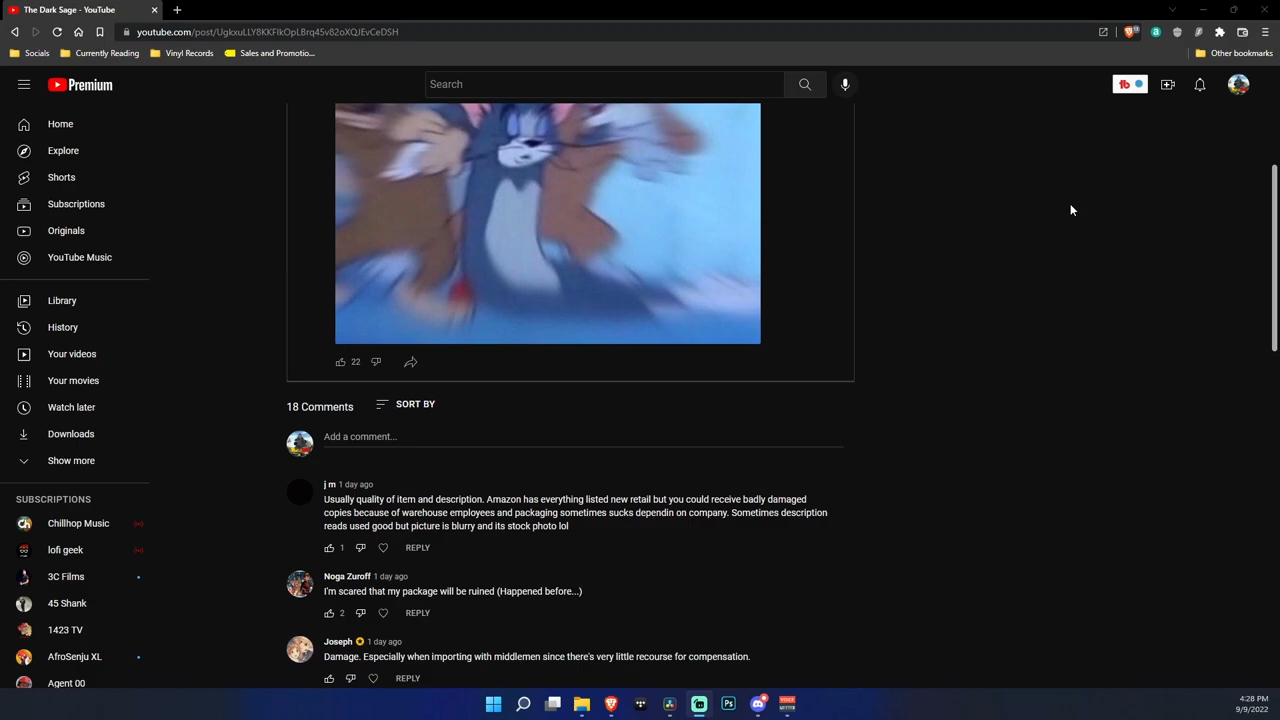 The Dark Sage - YouTube
youtube.com/post/UgkxuLLY8KKFIkOpLBrq45v82oXQJEvCeDSH
Socials
Currently Reading
Vinyl Records
Sales and Promotio...
Other bookmarks
Premium
Search
Home
Explore
Shorts
Subscriptions
Originals
YouTube Music
Library
History
Your videos
Your movies
Watch later
Downloads
Show more
SUBSCRIPTIONS
Chillhop Music
lofi geek
3C Films
45 Shank
1423 TV
AfroSenju XL
Agent 00
22
18 Comments
SORT BY
Add a comment...
j m 1 day ago
Usually quality of item and description. Amazon has everything listed new retail but you could receive badly damaged
copies because of warehouse employees and packaging sometimes sucks dependin on company. Sometimes description
reads used good but picture is blurry and its stock photo lol
1 REPLY
Noga Zuroff 1 day ago
I'm scared that my package will be ruined (Happened before...)
2 REPLY
Joseph 1 day ago
Damage. Especially when importing with middlemen since there's very little recourse for compensation.
REPLY
Ps
4:28 PM
9/9/2022